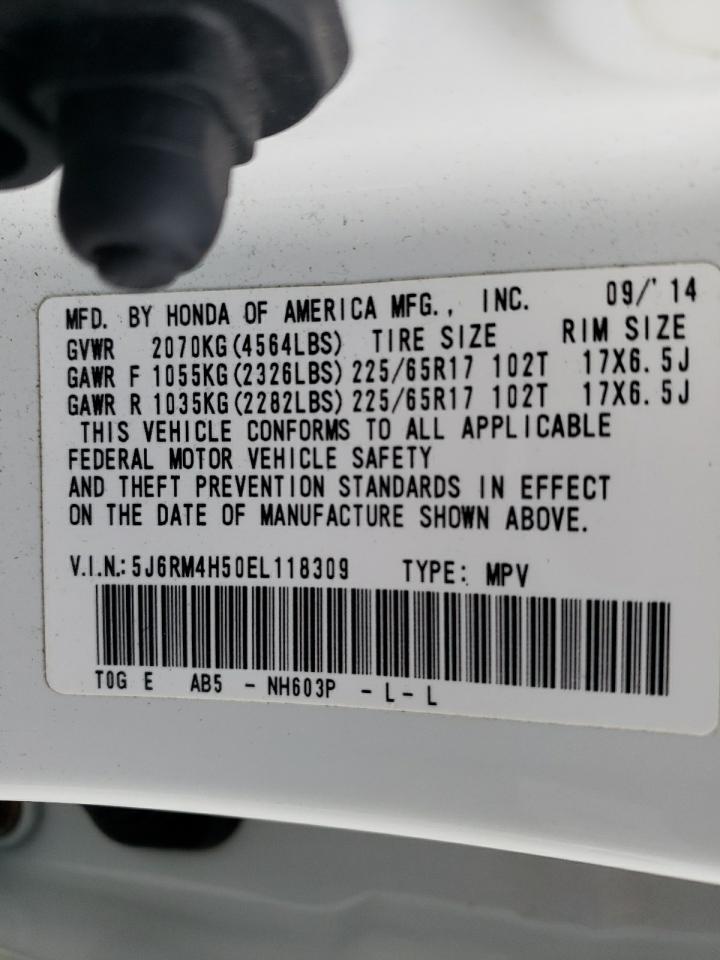 MFD. BY HONDA OF AMERICA MFG., INC. 09/'14
GVWR 2070KG(4564LBS) TIRE SIZE RIM SIZE
GAWR F 1055KG(2326LBS) 225/65R17 102T 17X6.5J
GAWR R 1035KG(2282LBS) 225/65R17 102T 17X6.5J
THIS VEHICLE CONFORMS TO ALL APPLICABLE
FEDERAL MOTOR VEHICLE SAFETY
AND THEFT PREVENTION STANDARDS IN EFFECT
ON THE DATE OF MANUFACTURE SHOWN ABOVE.
V.I.N.: 5J6RM4H50EL118309 TYPE: MPV
T0G E AB5 - NH603P - L - L